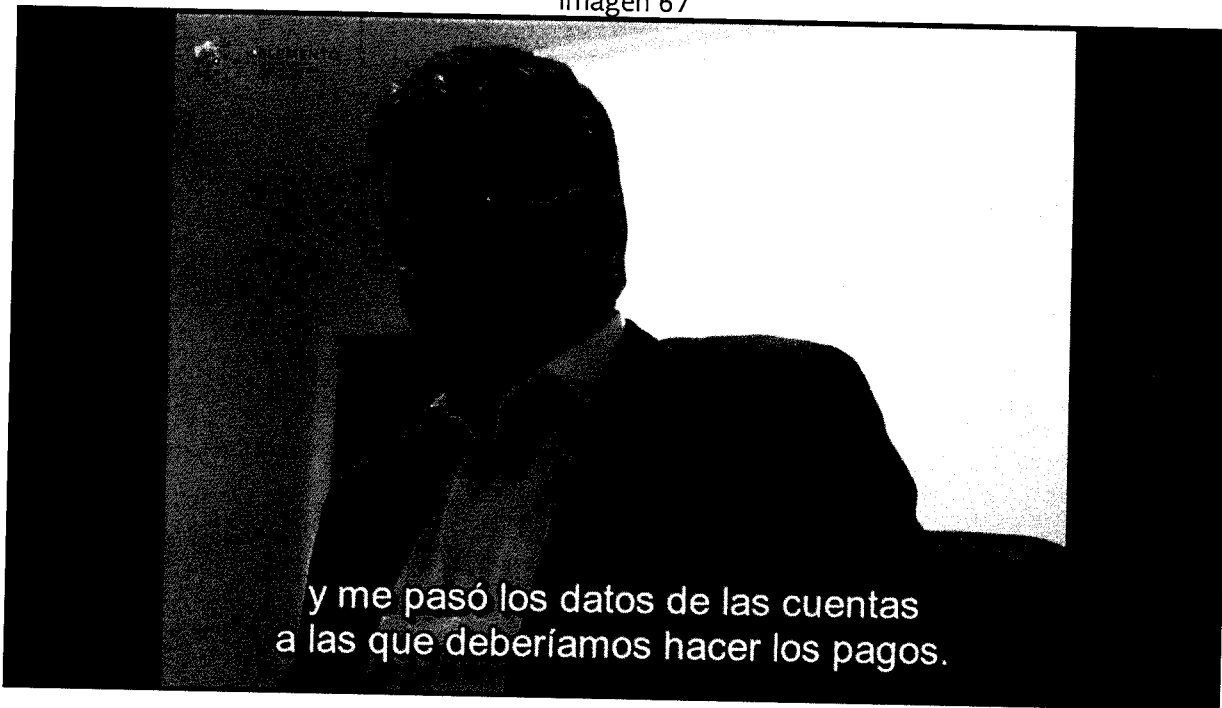 Imagen 67
y me pasó los datos de las cuentas
a las que deberíamos hacer los pagos.